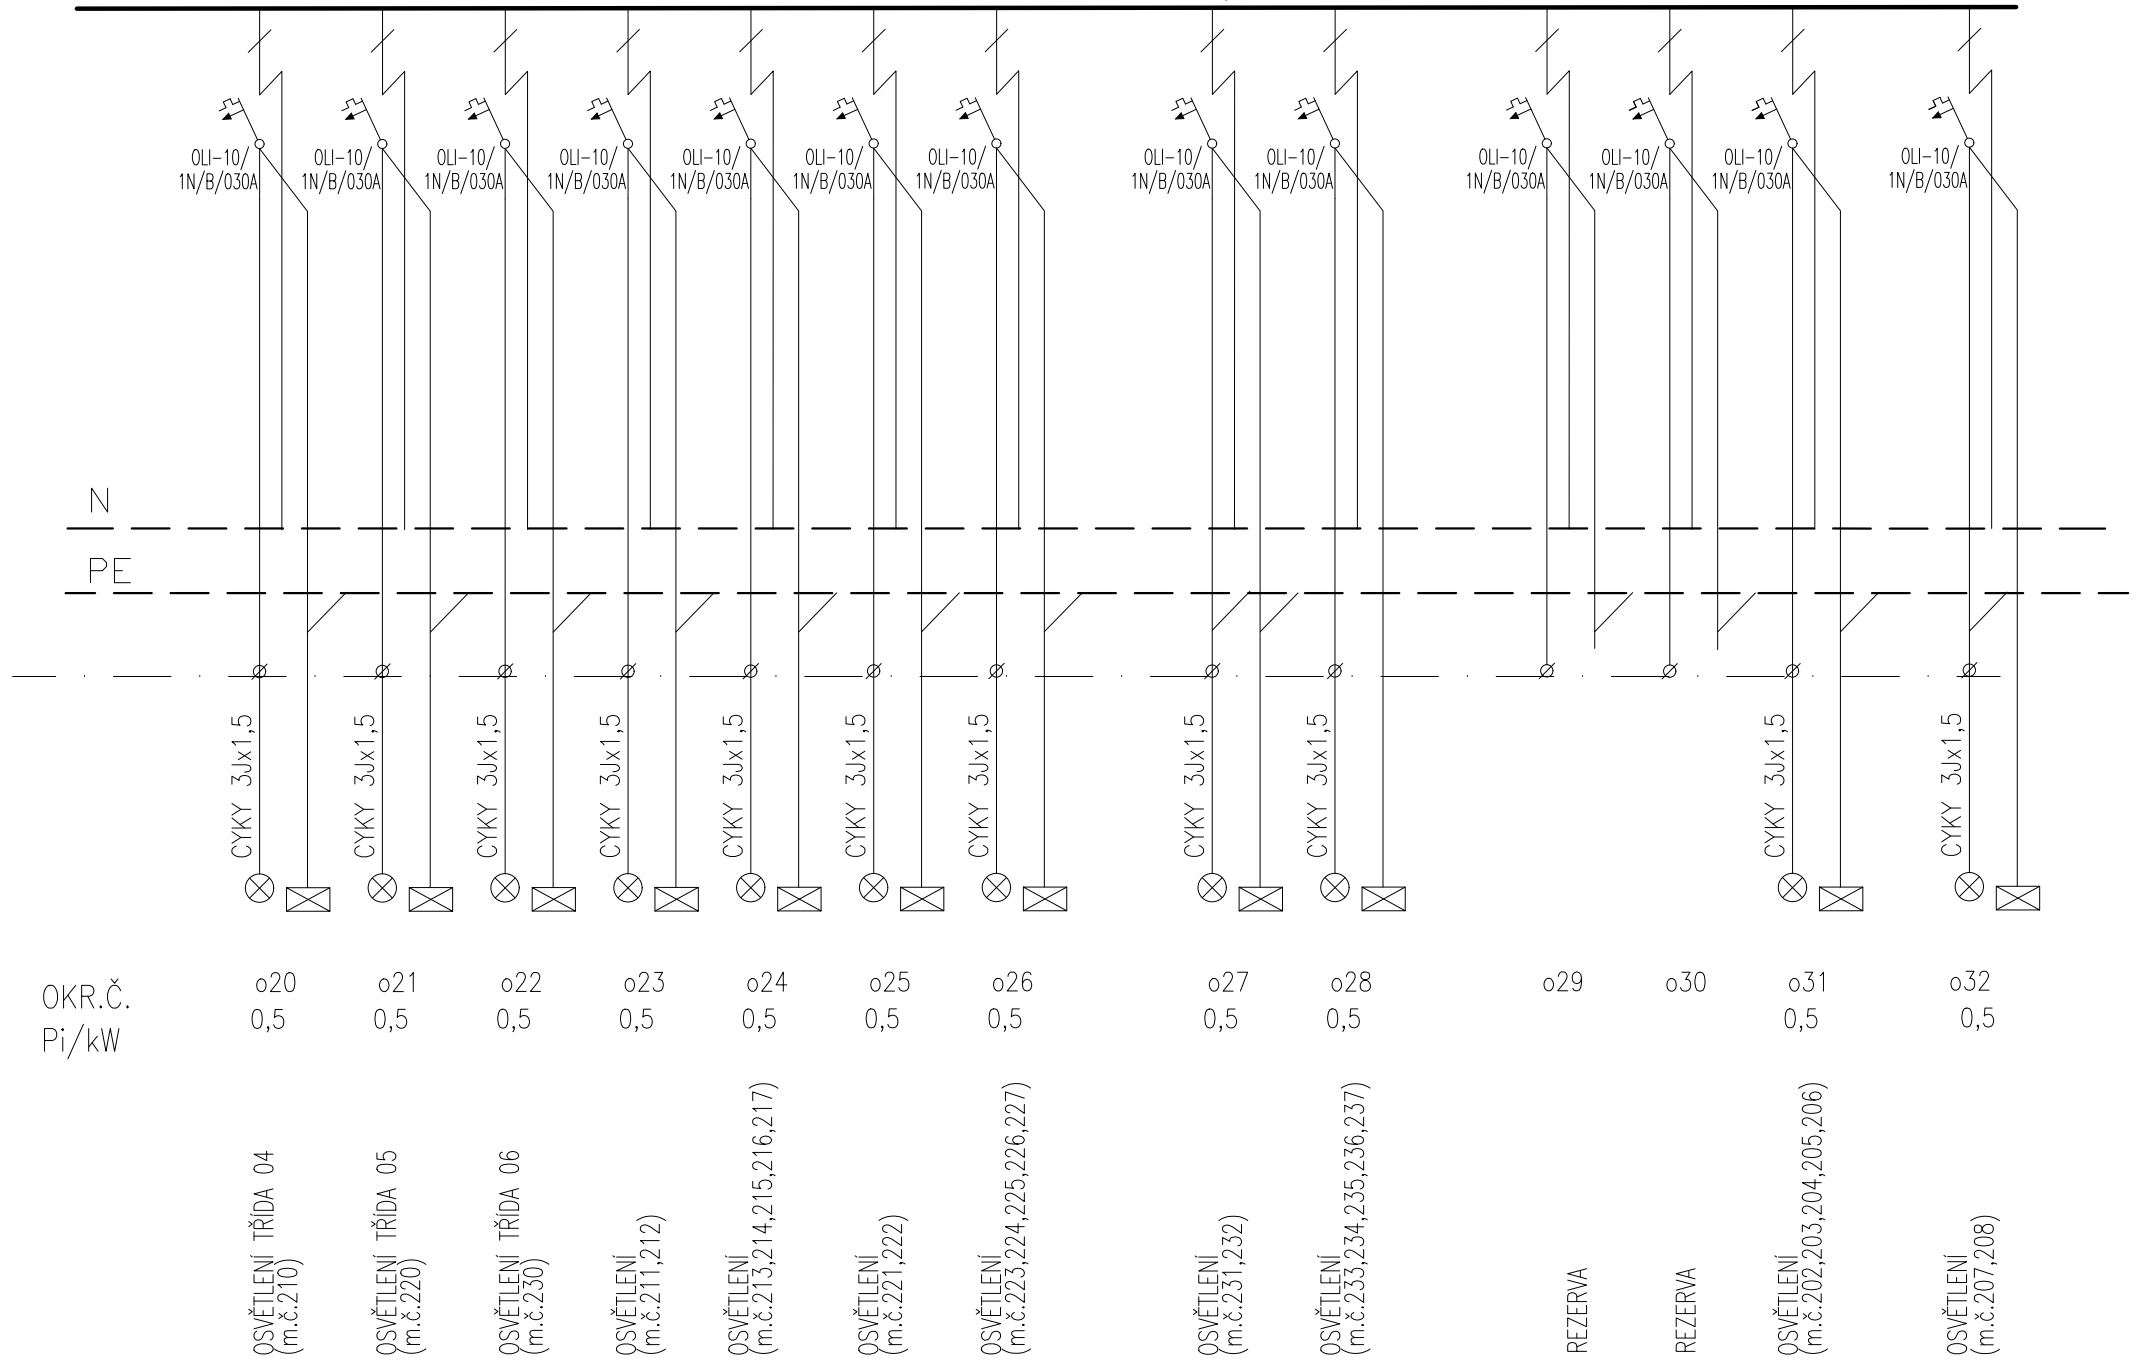 OLI-10/ OLI-10/ OLI-10/ OLI-10/ OLI-10/ OLI-10/ OLI-10/ OLI-10/ OLI-10/ OLI-10/ OLI-10/ OLI-10/ OLI-10/
1N/B/030A 1N/B/030A 1N/B/030A 1N/B/030A 1N/B/030A 1N/B/030A 1N/B/030A 1N/B/030A 1N/B/030A 1N/B/030A 1N/B/030A 1N/B/030A 1N/B/030A
N
PE
CYKY 3Jx1,5
CYKY 3Jx1,5
CYKY 3Jx1,5
CYKY 3Jx1,5
CYKY 3Jx1,5
CYKY 3Jx1,5
CYKY 3Jx1,5
CYKY 3Jx1,5
CYKY 3Jx1,5
CYKY 3Jx1,5
CYKY 3Jx1,5
OKR.Č. o20 o21 o22 o23 o24 o25 o26 o27 o28 o29 o30 o31 o32
Pi/kW 0,5 0,5 0,5 0,5 0,5 0,5 0,5 0,5 0,5 0,5 0,5
OSVĚTLENÍ TŘÍDA 04
(m.č.210)
OSVĚTLENÍ TŘÍDA 05
(m.č.220)
OSVĚTLENÍ TŘÍDA 06
(m.č.230)
OSVĚTLENÍ
(m.č.211,212)
OSVĚTLENÍ
(m.č.213,214,215,216,217)
OSVĚTLENÍ
(m.č.221,222)
OSVĚTLENÍ
(m.č.223,224,225,226,227)
OSVĚTLENÍ
(m.č.231,232)
OSVĚTLENÍ
(m.č.233,234,235,236,237)
REZERVA
REZERVA
OSVĚTLENÍ
(m.č.202,203,204,205,206)
OSVĚTLENÍ
(m.č.207,208)